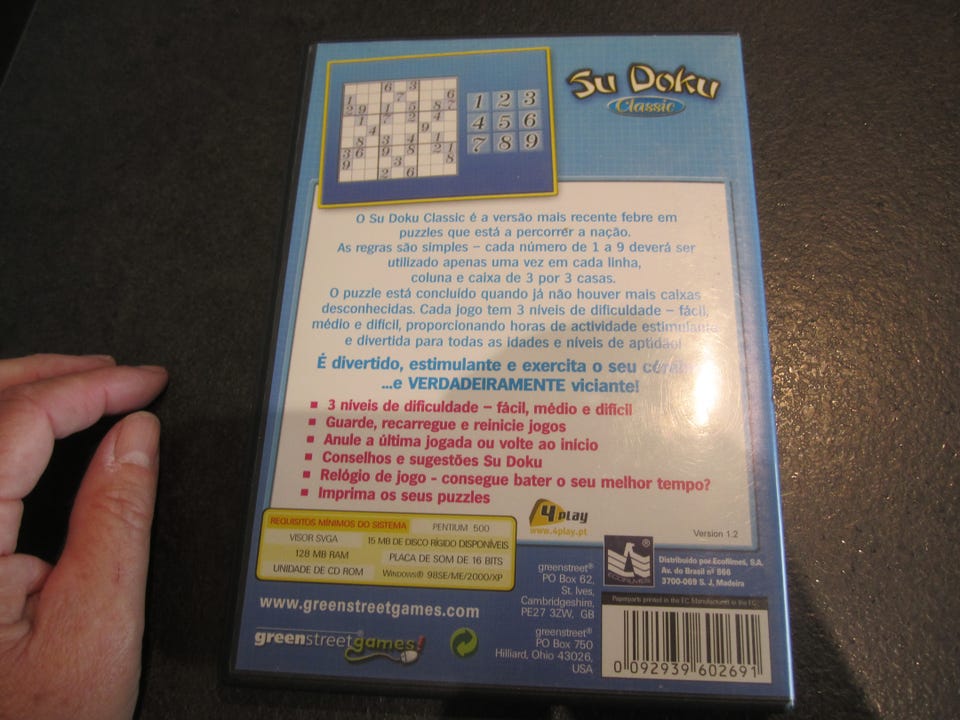 Su Doku
Classic
1 2 3
4 5 6
7 8 9
O Su Doku Classic é a versão mais recente febre em
puzzles que está a percorrer a nação.
As regras são simples – cada número de 1 a 9 deverá ser
utilizado apenas uma vez em cada linha,
coluna e caixa de 3 por 3 casas.
O puzzle está concluído quando já não houver mais caixas
desconhecidas. Cada jogo tem 3 níveis de dificuldade – fácil,
médio e difícil, proporcionando horas de actividade estimulante
e divertida para todas as idades e níveis de aptidão!
É divertido, estimulante e exercita o seu
...e VERDADEIRAMENTE viciante!
3 níveis de dificuldade – fácil, médio e difícil
Guarde, recarregue e reinicie jogos
Anule a última jogada ou volte ao início
Conselhos e sugestões Su Doku
Relógio de jogo - consegue bater o seu melhor tempo?
Imprima os seus puzzles
4play
www.4play.pt
Version 1.2
REQUISITOS MÍNIMOS DO SISTEMA
PENTIUM 500
VISOR SVGA
15 MB DE DISCO RÍGIDO DISPONÍVEIS
128 MB RAM
PLACA DE SOM DE 16 BITS
UNIDADE DE CD ROM
WINDOWS® 98SE/ME/2000/XP
www.greenstreetgames.com
greenstreetgames!
greenstreet®
PO Box 62,
St. Ives,
Cambridgeshire,
PE27 3ZW, GB
greenstreet®
PO Box 750
Hilliard, Ohio 43026,
USA
ECOFILMES
®
Distribuído por Ecofilmes, S.A.
Av. do Brasil nº 566
3700-069 S. J. Madeira
Paperparts printed in the EC. Manufactured in the EC.
0 092939 602691